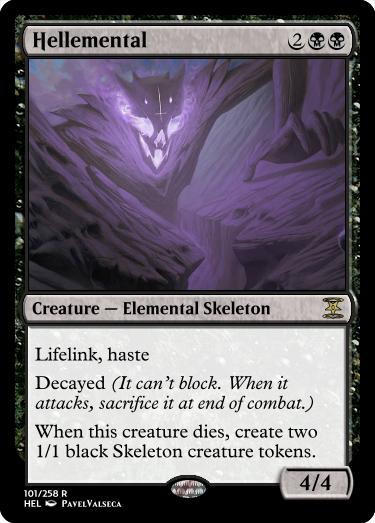 Hellemental 2
Creature — Elemental Skeleton
Lifelink, haste
Decayed (It can't block. When it
attacks, sacrifice it at end of combat.)
When this creature dies, create two
1/1 black Skeleton creature tokens.
4/4
101/258 R
HEL PavelValseca